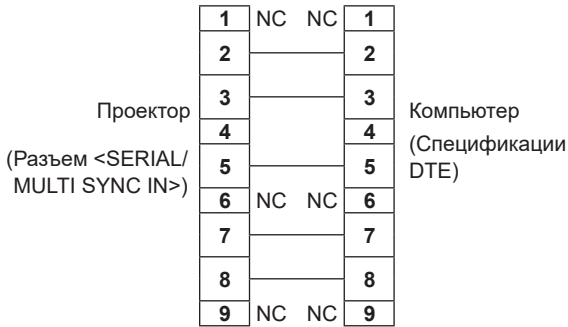 1 NC NC 1
2 2
3 3
Проектор
Компьютер
4 4
(Разъем <SERIAL/
MULTI SYNC IN>)
(Спецификации
DTE)
5 5
6 NC NC 6
7 7
8 8
9 NC NC 9